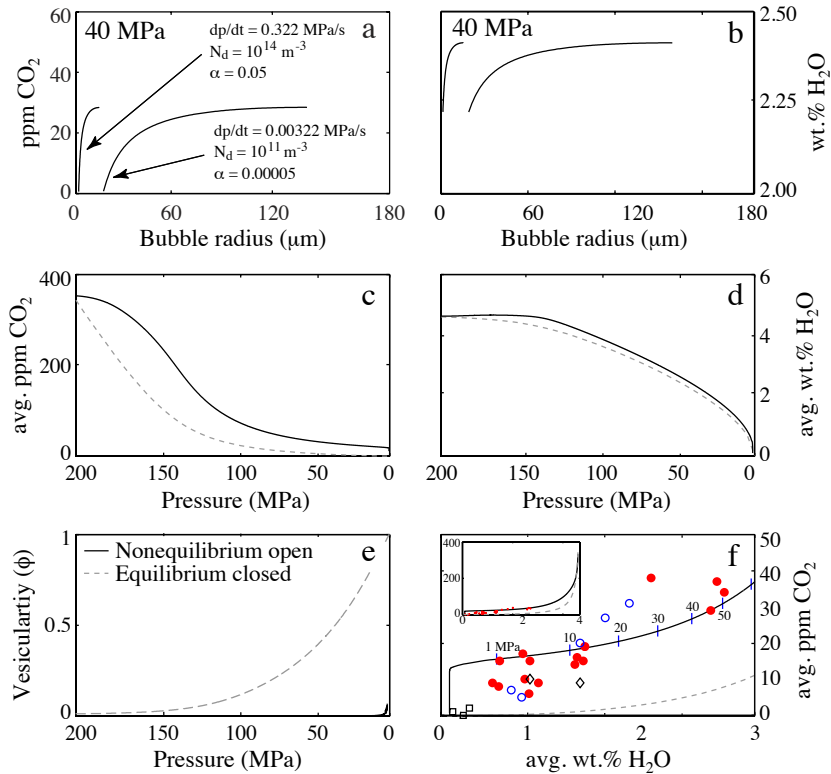 60
40
20
0
ppm CO2
40 MPa
a
dp/dt = 0.322 MPa/s
Nd = 10^14 m^-3
α = 0.05
dp/dt = 0.00322 MPa/s
Nd = 10^11 m^-3
α = 0.00005
0 60 120 180
Bubble radius (µm)
40 MPa
b
2.50
2.25
2.00
wt.% H2O
0 60 120 180
Bubble radius (µm)
400
200
0
avg. ppm CO2
c
200 150 100 50 0
Pressure (MPa)
d
6
4
2
0
avg. wt.% H2O
200 150 100 50 0
Pressure (MPa)
1
0.5
0
Vesiculartiy (ϕ)
e
Nonequilibrium open
Equilibrium closed
200 150 100 50 0
Pressure (MPa)
f
400
200
0
0 2 4
1 MPa
10
20
30
40
50
50
40
30
20
10
0
avg. ppm CO2
0 1 2 3
avg. wt.% H2O